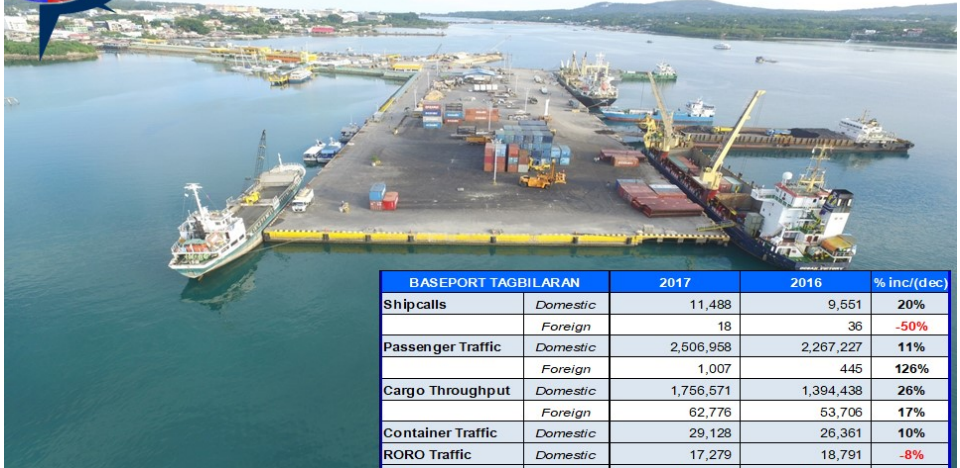 BASEPORT TAGBILARAN 2017 2016 % inc/(dec)
Shipcalls Domestic 11,488 9,551 20%
Foreign 18 36 -50%
Passenger Traffic Domestic 2,506,958 2,267,227 11%
Foreign 1,007 445 126%
Cargo Throughput Domestic 1,756,571 1,394,438 26%
Foreign 62,776 53,706 17%
Container Traffic Domestic 29,128 26,361 10%
RORO Traffic Domestic 17,279 18,791 -8%